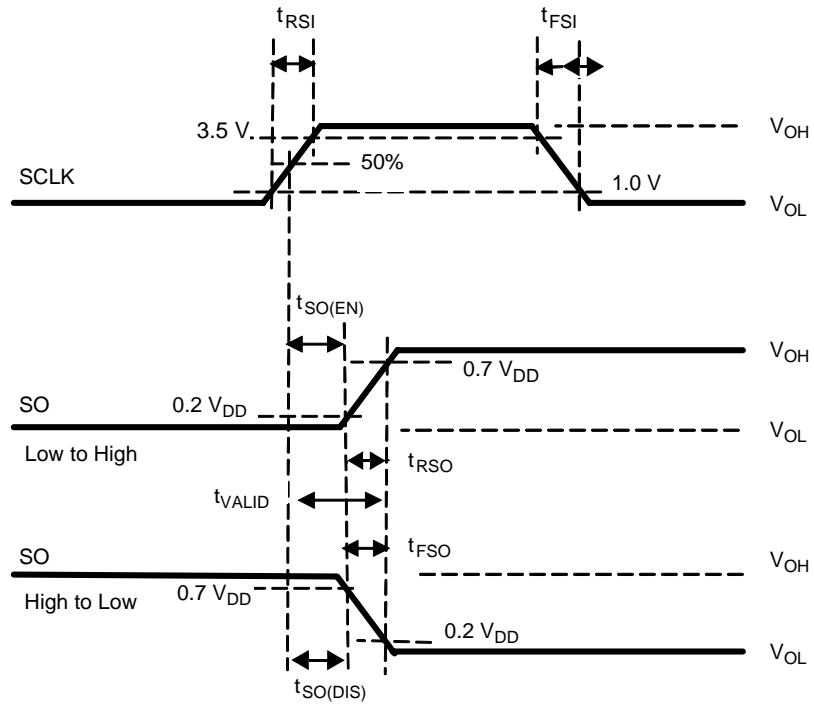 tRSI
tFSI
3.5 V
VOH
50%
SCLK
1.0 V
VOL
tSO(EN)
VOH
0.7 VDD
SO
0.2 VDD
VOL
Low to High
tRSO
tVALID
tFSO
SO
VOH
0.7 VDD
High to Low
0.2 VDD
VOL
tSO(DIS)